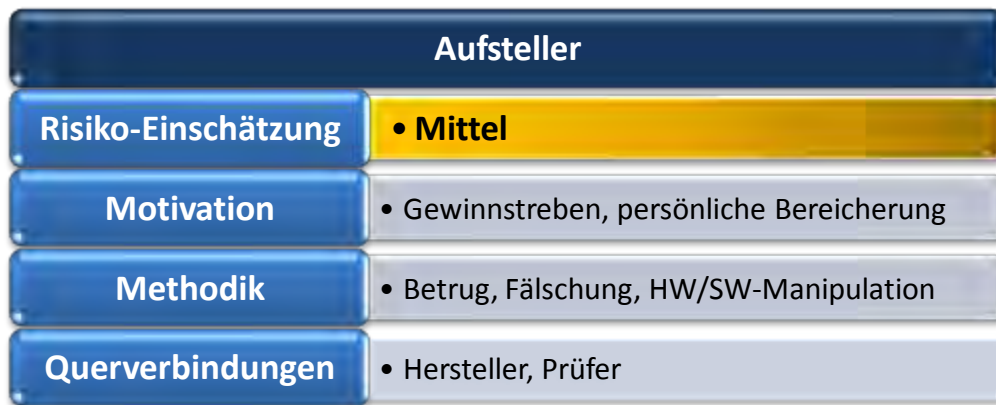 Aufsteller
Risiko-Einschätzung • Mittel
Motivation • Gewinnstreben, persönliche Bereicherung
Methodik • Betrug, Fälschung, HW/SW-Manipulation
Querverbindungen • Hersteller, Prüfer